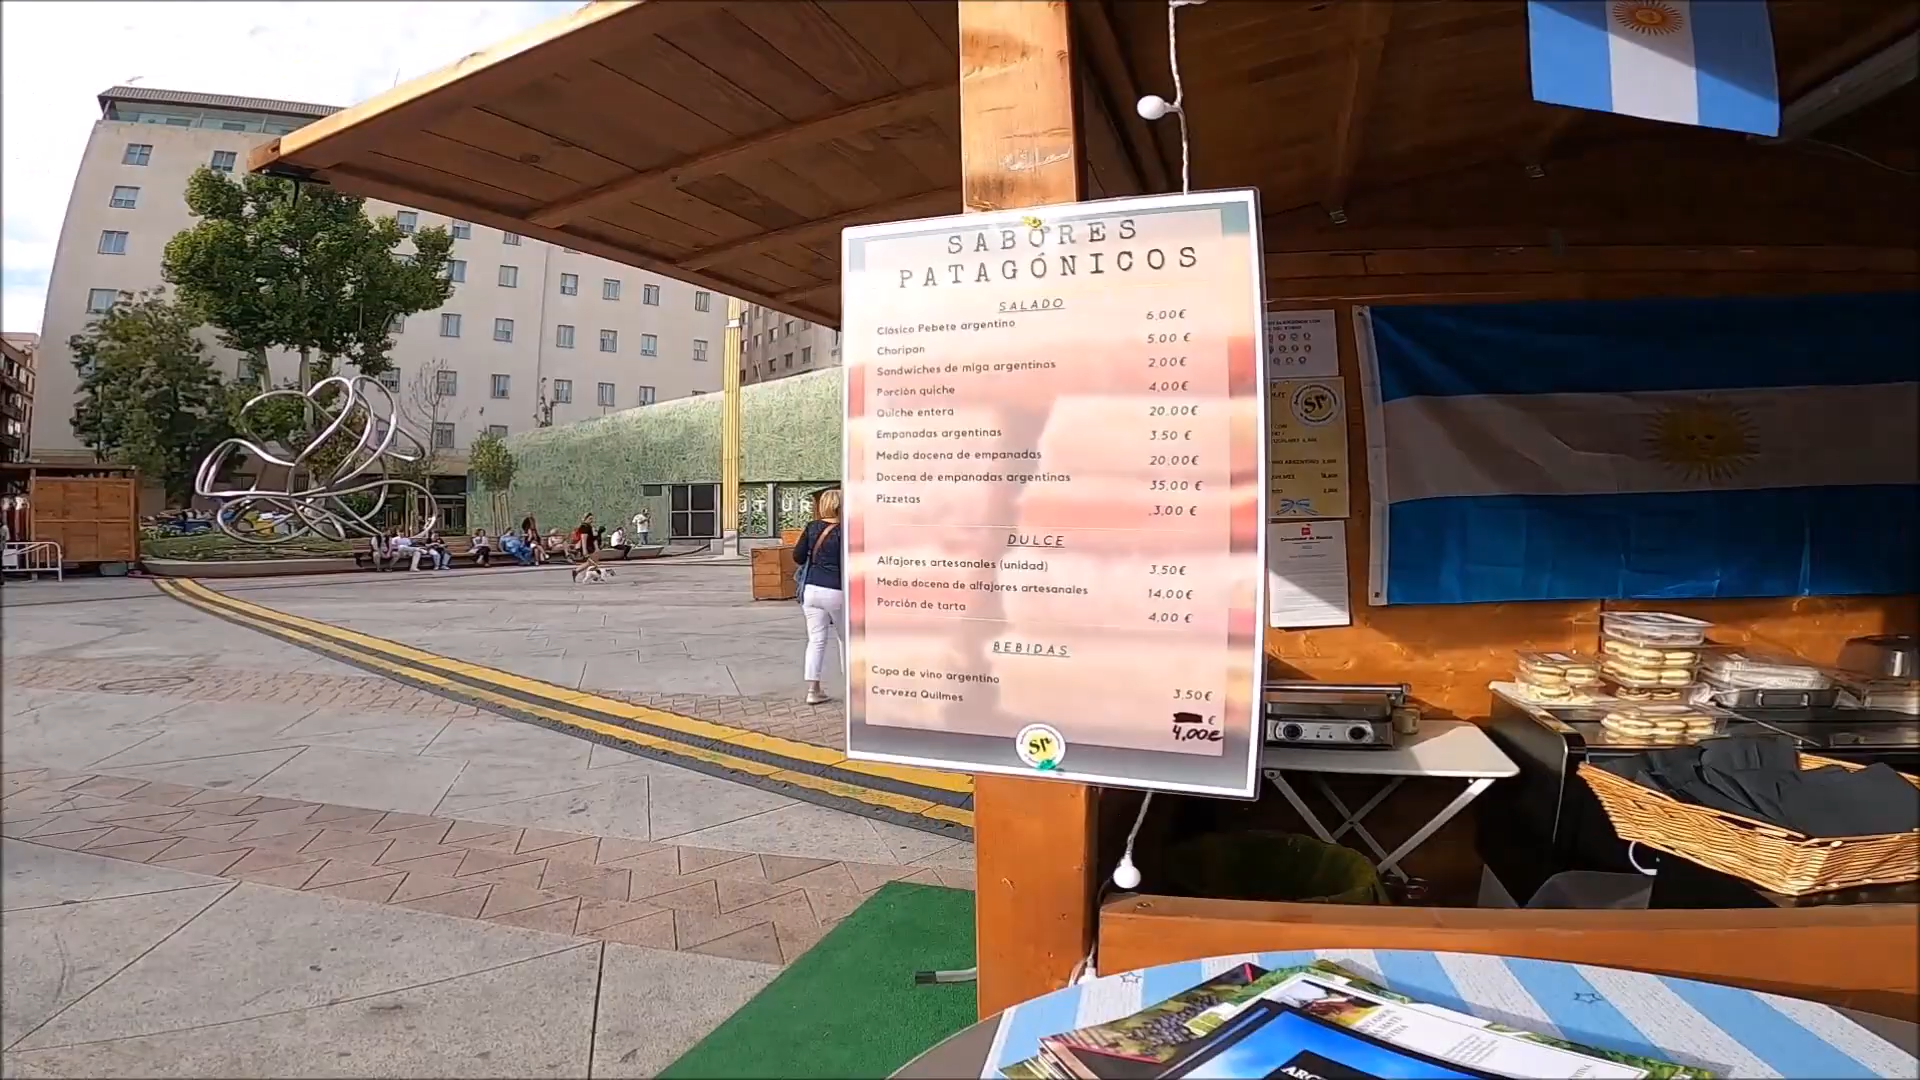 SABORES
PATAGÓNICOS
SALADO
Clásico Pebete argentino 6,00€
Choripan 5.00 €
Sandwiches de miga argentinos 2.00€
Porción quiche 4,00€
Quiche entera 20.00€
Empanadas argentinas 3.50 €
Media docena de empanadas 20.00€
Docena de empanadas argentinas 35,00 €
Pizzetas .3,00 €
DULCE
Alfajores artesanales (unidad) 3.50€
Media docena de alfajores artesanales 14,00€
Porción de tarta 4,00 €
BEBIDAS
Copa de vino argentino 3.50€
Cerveza Quilmes €
4,00€
Sr
Sr